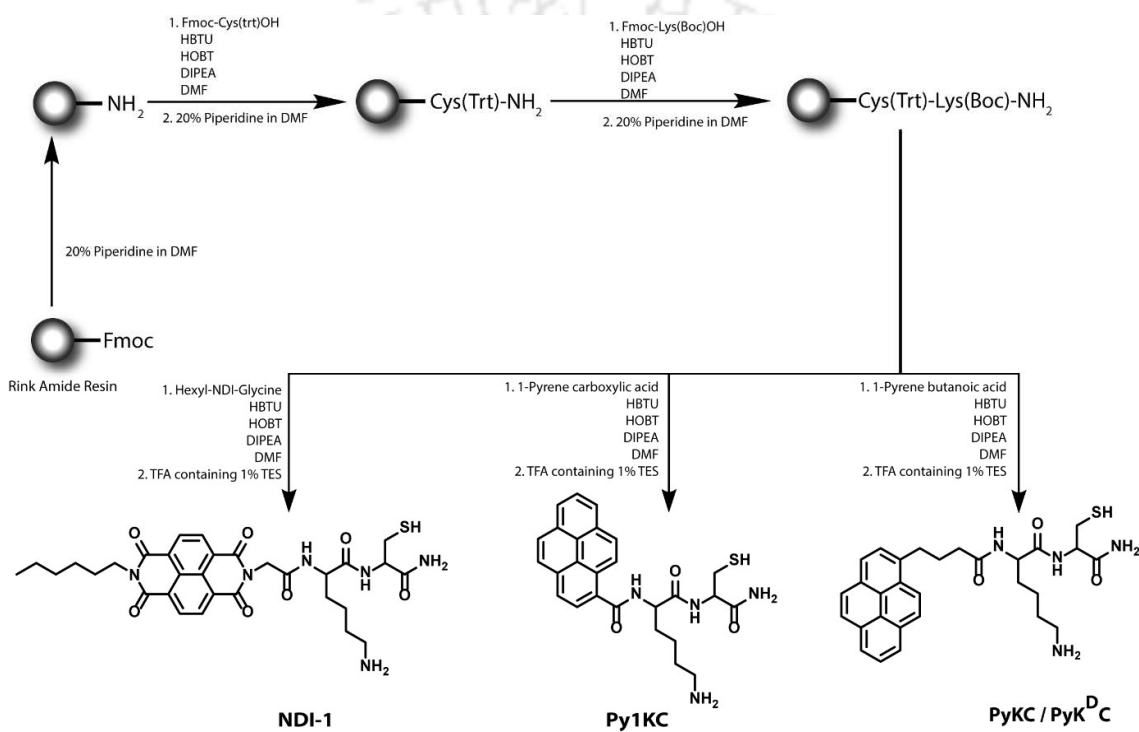 1. Fmoc-Cys(trt)OH
HBTU
HOBT
DIPEA
DMF
2. 20% Piperidine in DMF
1. Fmoc-Lys(Boc)OH
HBTU
HOBT
DIPEA
DMF
2. 20% Piperidine in DMF
NH2
Cys(Trt)-NH2
Cys(Trt)-Lys(Boc)-NH2
20% Piperidine in DMF
Fmoc
Rink Amide Resin
1. Hexyl-NDI-Glycine
HBTU
HOBT
DIPEA
DMF
2. TFA containing 1% TES
1. 1-Pyrene carboxylic acid
HBTU
HOBT
DIPEA
DMF
2. TFA containing 1% TES
1. 1-Pyrene butanoic acid
HBTU
HOBT
DIPEA
DMF
2. TFA containing 1% TES
O
O
N
N
O
O
O
H
N
O
N
H
SH
NH2
O
NH2
O
H
N
O
N
H
SH
NH2
O
NH2
O
H
N
O
N
H
SH
NH2
O
NH2
NDI-1
Py1KC
PyKC / PyK^DC